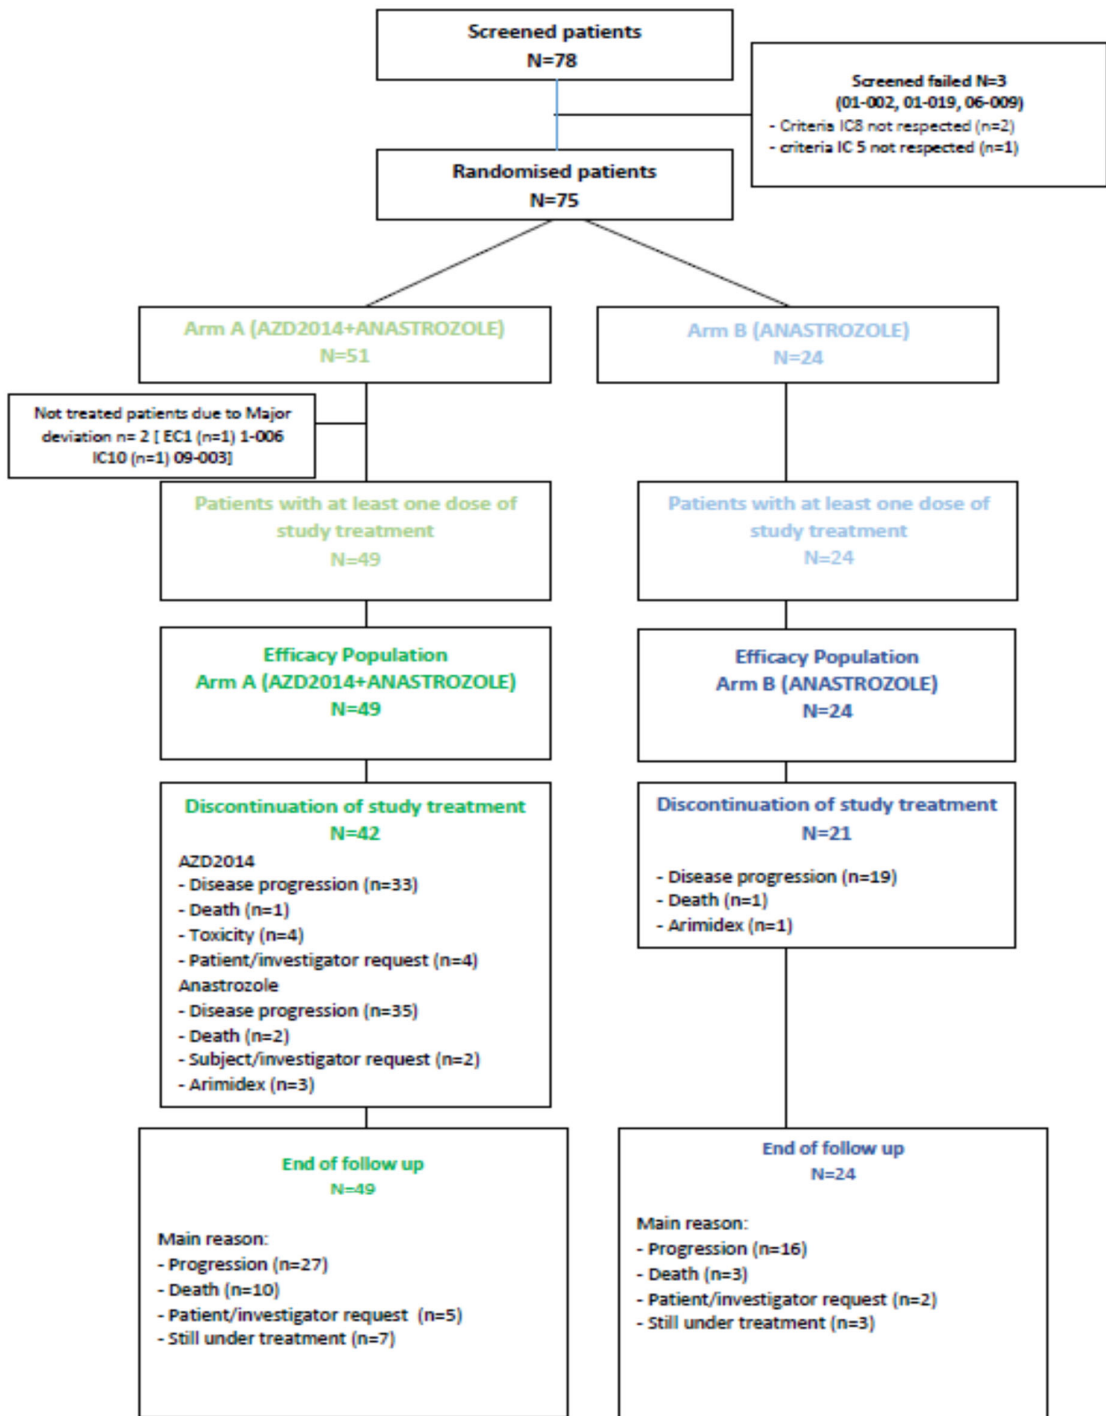 Screened patients
N=78
Screened failed N=3
(01-002, 01-019, 06-009)
- Criteria IC8 not respected (n=2)
- criteria IC 5 not respected (n=1)
Randomised patients
N=75
Arm A (AZD2014+ANASTROZOLE)
N=51
Arm B (ANASTROZOLE)
N=24
Not treated patients due to Major
deviation n= 2 [ EC1 (n=1) 1-006
IC10 (n=1) 09-003]
Patients with at least one dose of
study treatment
N=49
Patients with at least one dose of
study treatment
N=24
Efficacy Population
Arm A (AZD2014+ANASTROZOLE)
N=49
Efficacy Population
Arm B (ANASTROZOLE)
N=24
Discontinuation of study treatment
N=42
AZD2014
- Disease progression (n=33)
- Death (n=1)
- Toxicity (n=4)
- Patient/investigator request (n=4)
Anastrozole
- Disease progression (n=35)
- Death (n=2)
- Subject/investigator request (n=2)
- Arimidex (n=3)
Discontinuation of study treatment
N=21
- Disease progression (n=19)
- Death (n=1)
- Arimidex (n=1)
End of follow up
N=49
Main reason:
- Progression (n=27)
- Death (n=10)
- Patient/investigator request (n=5)
- Still under treatment (n=7)
End of follow up
N=24
Main reason:
- Progression (n=16)
- Death (n=3)
- Patient/investigator request (n=2)
- Still under treatment (n=3)